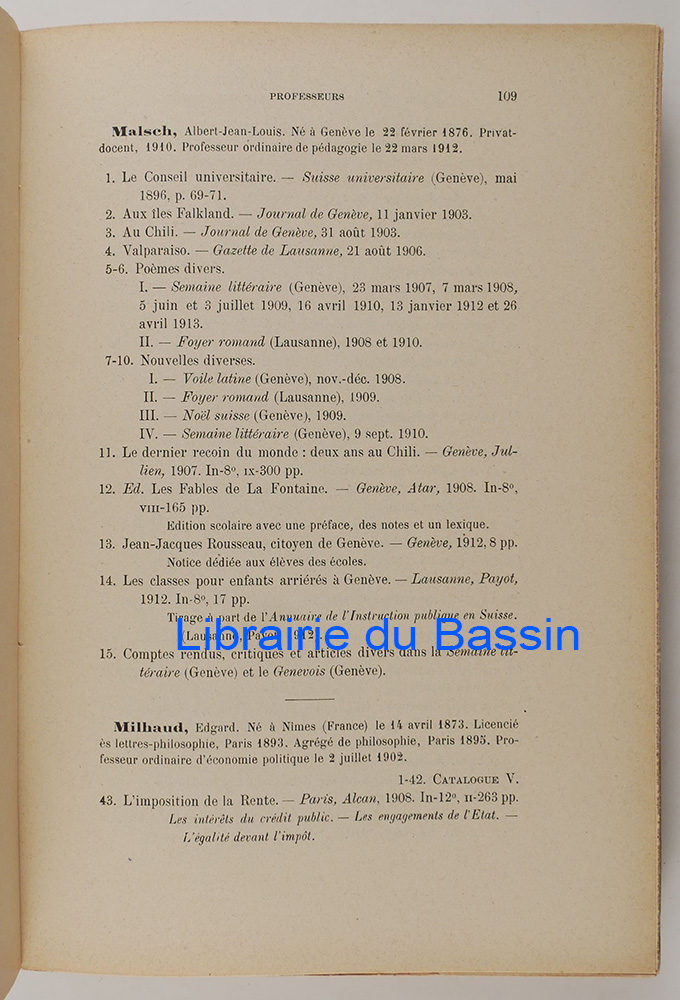 PROFESSEURS 109
Malsch, Albert-Jean-Louis. Né à Genève le 22 février 1876. Privat-
docent, 1910. Professeur ordinaire de pédagogie le 22 mars 1912.
1. Le Conseil universitaire. — Suisse universitaire (Genève), mai
1896, p. 69-71.
2. Aux îles Falkland. — Journal de Genève, 11 janvier 1903.
3. Au Chili. — Journal de Genève, 31 août 1903.
4. Valparaiso. — Gazette de Lausanne, 21 août 1906.
5-6. Poèmes divers.
I. — Semaine littéraire (Genève), 23 mars 1907, 7 mars 1908,
5 juin et 3 juillet 1909, 16 avril 1910, 13 janvier 1912 et 26
avril 1913.
II. — Foyer romand (Lausanne), 1908 et 1910.
7-10. Nouvelles diverses.
I. — Voile latine (Genève), nov.-déc. 1908.
II. — Foyer romand (Lausanne), 1909.
III. — Noël suisse (Genève), 1909.
IV. — Semaine littéraire (Genève), 9 sept. 1910.
11. Le dernier recoin du monde : deux ans au Chili. — Genève, Jul-
lien, 1907. In-8º, IX-300 pp.
12. Ed. Les Fables de La Fontaine. — Genève, Atar, 1908. In-8º,
VIII-165 pp.
Edition scolaire avec une préface, des notes et un lexique.
13. Jean-Jacques Rousseau, citoyen de Genève. — Genève, 1912, 8 pp.
Notice dédiée aux élèves des écoles.
14. Les classes pour enfants arriérés à Genève. — Lausanne, Payot,
1912. In-8º, 17 pp.
Tirage à part de l'Annuaire de l'Instruction publique en Suisse.
(Lausanne, Payot, 1912).
Librairie du Bassin
15. Comptes rendus, critiques et articles divers dans la Semaine lit-
téraire (Genève) et le Genevois (Genève).
Milhaud, Edgard. Né à Nimes (France) le 14 avril 1873. Licencié
ès lettres-philosophie, Paris 1893. Agrégé de philosophie, Paris 1895. Pro-
fesseur ordinaire d'économie politique le 2 juillet 1902.
1-42. CATALOGUE V.
43. L'imposition de la Rente. — Paris, Alcan, 1908. In-12º, II-263 pp.
Les intérêts du crédit public. — Les engagements de l'Etat. —
L'égalité devant l'impôt.